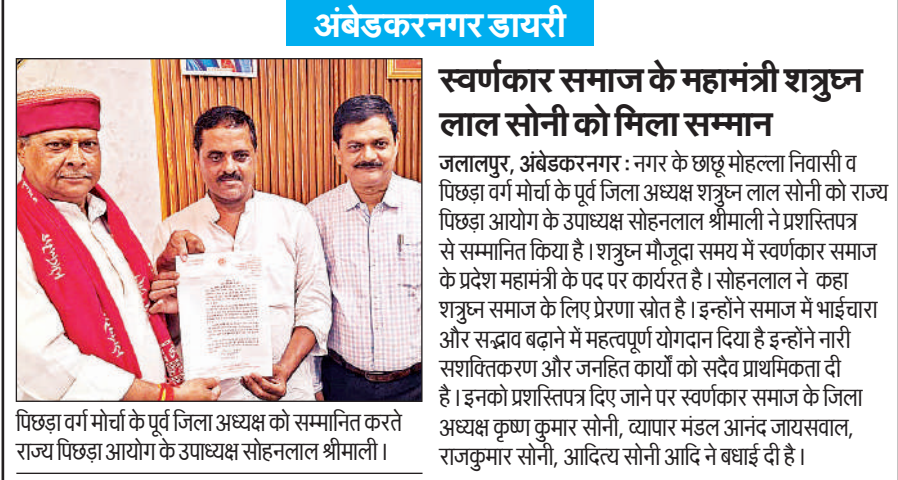 अंबेडकरनगर डायरी
स्वर्णकार समाज के महामंत्री शत्रुघ्न
लाल सोनी को मिला सम्मान
जलालपुर, अंबेडकरनगर : नगर के छाछू मोहल्ला निवासी व
पिछड़ा वर्ग मोर्चा के पूर्व जिला अध्यक्ष शत्रुघ्न लाल सोनी को राज्य
पिछड़ा आयोग के उपाध्यक्ष सोहनलाल श्रीमाली ने प्रशस्तिपत्र
से सम्मानित किया है । शत्रुघ्न मौजूदा समय में स्वर्णकार समाज
के प्रदेश महामंत्री के पद पर कार्यरत है । सोहनलाल ने कहा
शत्रुघ्न समाज के लिए प्रेरणा स्रोत है । इन्होंने समाज में भाईचारा
और सद्भाव बढ़ाने में महत्वपूर्ण योगदान दिया है इन्होंने नारी
सशक्तिकरण और जनहित कार्यों को सदैव प्राथमिकता दी
है । इनको प्रशस्तिपत्र दिए जाने पर स्वर्णकार समाज के जिला
अध्यक्ष कृष्ण कुमार सोनी, व्यापार मंडल आनंद जायसवाल,
राजकुमार सोनी, आदित्य सोनी आदि ने बधाई दी है ।
पिछड़ा वर्ग मोर्चा के पूर्व जिला अध्यक्ष को सम्मानित करते
राज्य पिछड़ा आयोग के उपाध्यक्ष सोहनलाल श्रीमाली ।